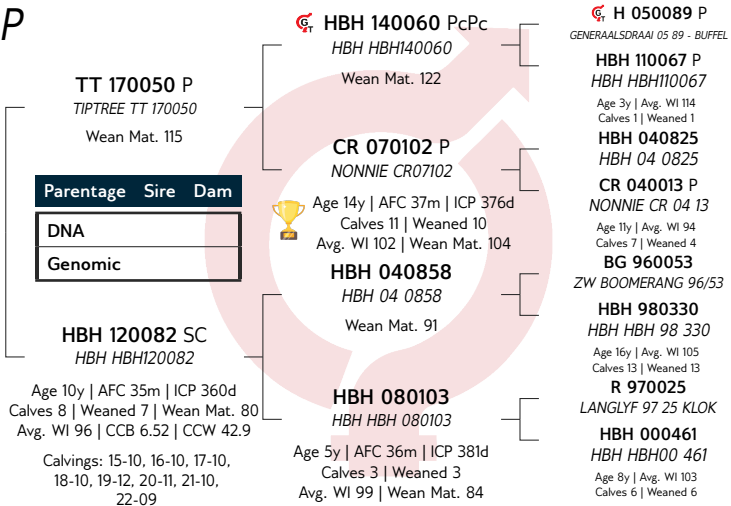 P
TT 170050 P
TIPTREE TT 170050
Wean Mat. 115
Parentage Sire Dam
DNA
Genomic
HBH 120082 SC
HBH HBH120082
Age 10y | AFC 35m | ICP 360d
Calves 8 | Weaned 7 | Wean Mat. 80
Avg. WI 96 | CCB 6.52 | CCW 42.9
Calvings: 15-10, 16-10, 17-10,
18-10, 19-12, 20-11, 21-10,
22-09
GT HBH 140060 PcPc
HBH HBH140060
Wean Mat. 122
CR 070102 P
NONNIE CR07102
Age 14y | AFC 37m | ICP 376d
Calves 11 | Weaned 10
Avg. WI 102 | Wean Mat. 104
HBH 040858
HBH 04 0858
Wean Mat. 91
HBH 080103
HBH HBH 080103
Age 5y | AFC 36m | ICP 381d
Calves 3 | Weaned 3
Avg. WI 99 | Wean Mat. 84
GT H 050089 P
GENERAALSDRAAI 05 89 - BUFFEL
HBH 110067 P
HBH HBH110067
Age 3y | Avg. WI 114
Calves 1 | Weaned 1
HBH 040825
HBH 04 0825
CR 040013 P
NONNIE CR 04 13
Age 11y | Avg. WI 94
Calves 7 | Weaned 4
BG 960053
ZW BOOMERANG 96/53
HBH 980330
HBH HBH 98 330
Age 16y | Avg. WI 105
Calves 13 | Weaned 13
R 970025
LANGLYF 97 25 KLOK
HBH 000461
HBH HBH00 461
Age 8y | Avg. WI 103
Calves 6 | Weaned 6